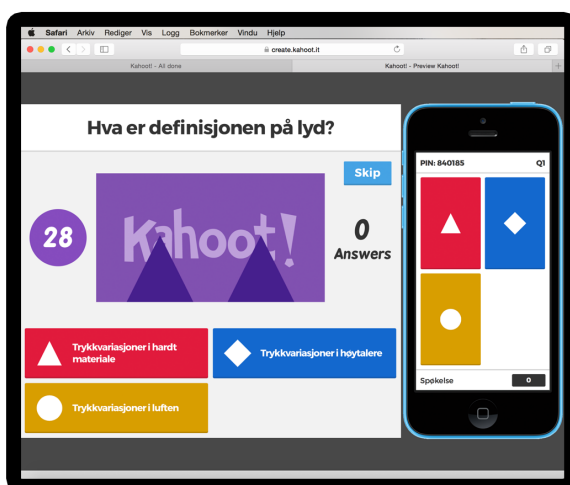 Safari Arkiv Rediger Vis Logg Bokmerker Vindu Hjelp
create.kahoot.it
Kahoot! - All done
Kahoot! - Preview Kahoot!
Hva er definisjonen på lyd?
Skip
28
Kahoot!
0
Answers
Trykkvariasjoner i hardt
materiale
Trykkvariasjoner i høytalere
Trykkvariasjoner i luften
PIN: 840185 Q1
Spøkelse 0